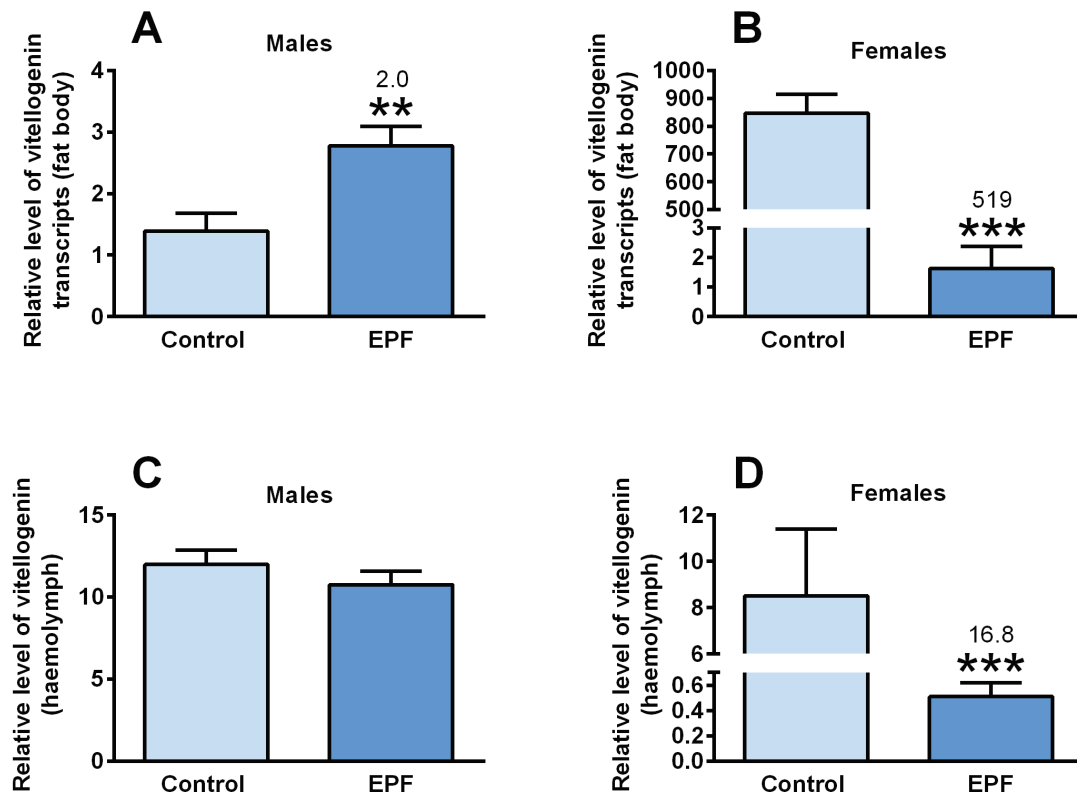 A
Males
Relative level of vitellogenin
transcripts (fat body)
4
3
2
1
0
2.0
**
Control
EPF
B
Females
Relative level of vitellogenin
transcripts (fat body)
1000
900
800
700
600
500
3
2
1
0
519
***
Control
EPF
C
Males
Relative level of vitellogenin
(haemolymph)
15
10
5
0
Control
EPF
D
Females
Relative level of vitellogenin
(haemolymph)
12
10
8
6
0.6
0.4
0.2
0.0
16.8
***
Control
EPF